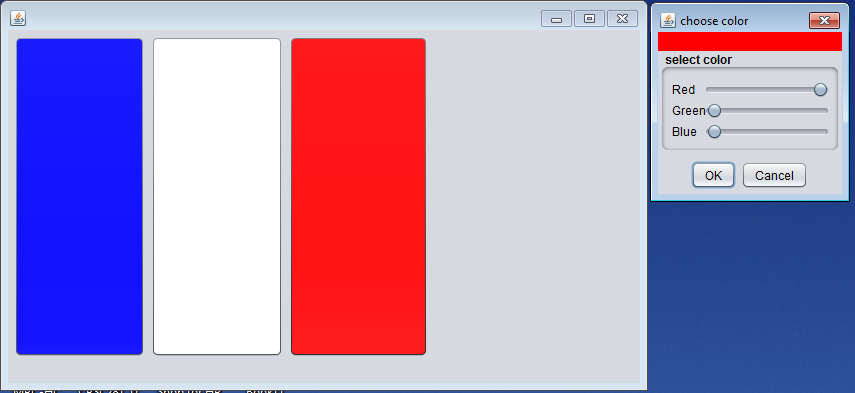 choose color
select color
Red
Green
Blue
OK
Cancel